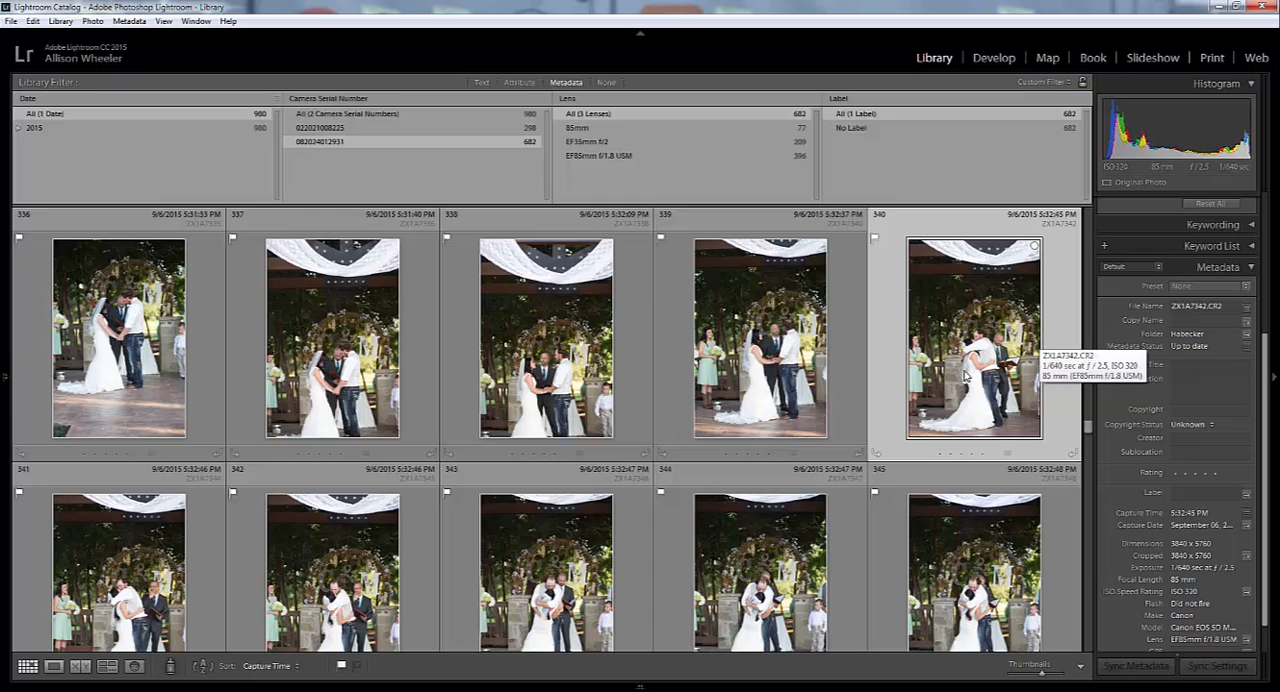 Lightroom Catalog - Adobe Photoshop Lightroom - Library
File Edit Library Photo Metadata View Window Help
Lr
Adobe Lightroom CC 2015
Allison Wheeler
Library | Develop | Map | Book | Slideshow | Print | Web
Library Filter: Text Attribute Metadata None Custom Filter
Histogram
Date Camera Serial Number Lens Label
All (1 Date) 980 All (2 Camera Serial Numbers) 980 All (3 Lenses) 682 All (1 Label) 682
2015 980 022021008225 298 85mm 77 No Label 682
082024012931 682 EF35mm f/2 209
EF85mm f/1.8 USM 396
ISO 320 85 mm f / 2.5 1/640 sec
Original Photo
Reset All
Keywording
Keyword List
Default Metadata
Preset None
File Name ZX1A7342.CR2
Copy Name
Folder Habecker
Metadata Status Up to date
Title
Copyright
Copyright Status Unknown
Creator
Sublocation
Rating
Label
Capture Time 5:32:45 PM
Capture Date September 06, 2...
Dimensions 3840 x 5760
Cropped 3840 x 5760
Exposure 1/640 sec at f / 2.5
Focal Length 85 mm
ISO Speed Rating ISO 320
Flash Did not fire
Make Canon
Model Canon EOS 5D M...
Lens EF85mm f/1.8 USM
336 9/6/2015 5:31:33 PM
337 9/6/2015 5:31:40 PM
338 9/6/2015 5:32:09 PM
339 9/6/2015 5:32:37 PM
ZX1A7340
340 9/6/2015 5:32:45 PM
ZX1A7342
ZX1A7342.CR2
1/640 sec at f / 2.5, ISO 320
85 mm (EF85mm f/1.8 USM)
341 9/6/2015 5:32:46 PM
342 9/6/2015 5:32:46 PM
343 9/6/2015 5:32:47 PM
344 9/6/2015 5:32:47 PM
ZX1A7347
345 9/6/2015 5:32:48 PM
ZX1A7348
Sort: Capture Time
Thumbnails
Sync Metadata Sync Settings